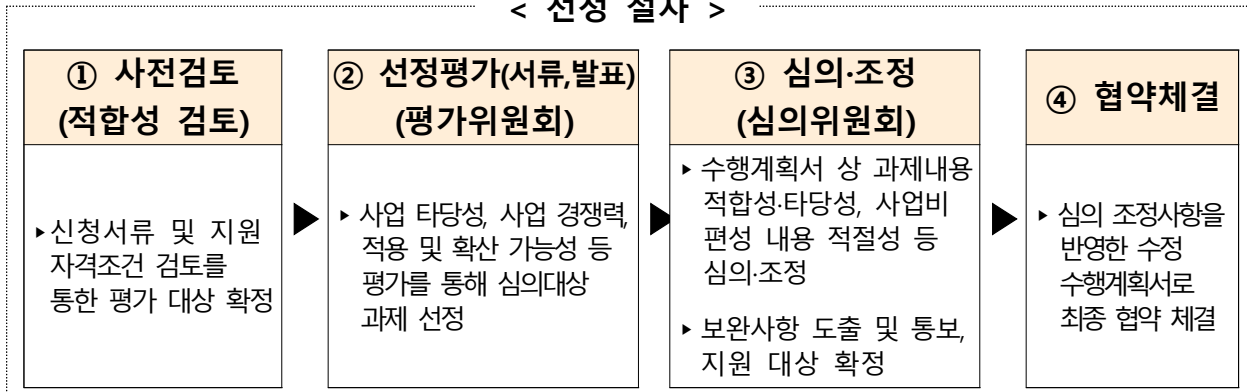 < 선정 절차 >
① 사전검토
(적합성 검토)
▸신청서류 및 지원
자격조건 검토를
통한 평가 대상 확정
② 선정평가(서류,발표)
(평가위원회)
▸ 사업 타당성, 사업 경쟁력,
적용 및 확산 가능성 등
평가를 통해 심의대상
과제 선정
③ 심의·조정
(심의위원회)
▸ 수행계획서 상 과제내용
적합성·타당성, 사업비
편성 내용 적절성 등
심의·조정
▸ 보완사항 도출 및 통보,
지원 대상 확정
④ 협약체결
▸ 심의 조정사항을
반영한 수정
수행계획서로
최종 협약 체결